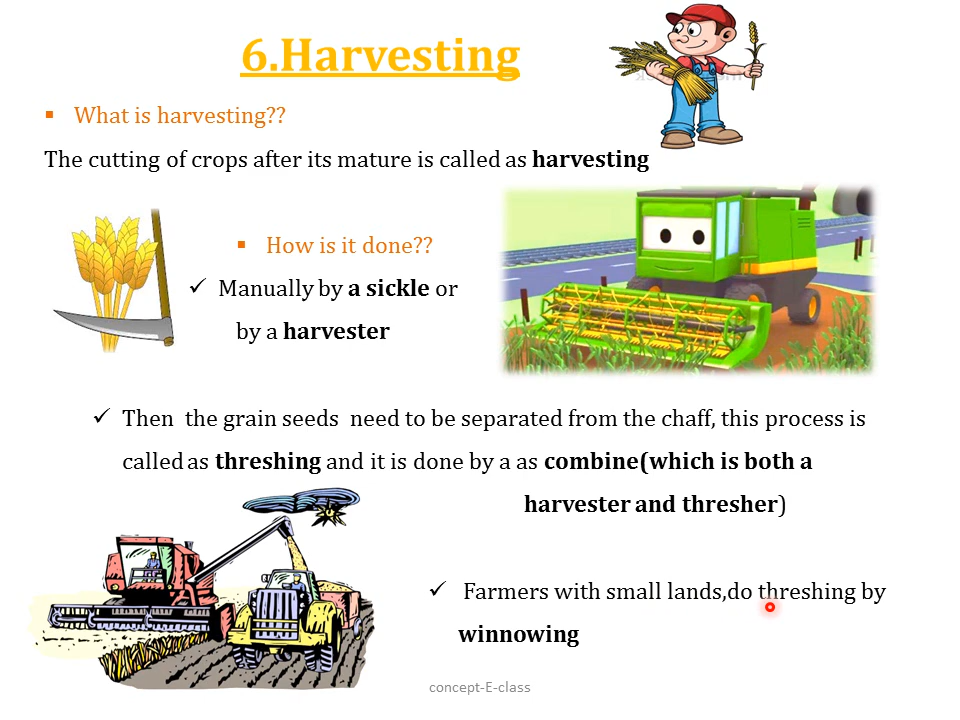 6.Harvesting
▪ What is harvesting??
The cutting of crops after its mature is called as harvesting
▪ How is it done??
✓ Manually by a sickle or
by a harvester
✓ Then the grain seeds need to be separated from the chaff, this process is
called as threshing and it is done by a as combine(which is both a
harvester and thresher)
✓ Farmers with small lands,do threshing by
winnowing
concept-E-class